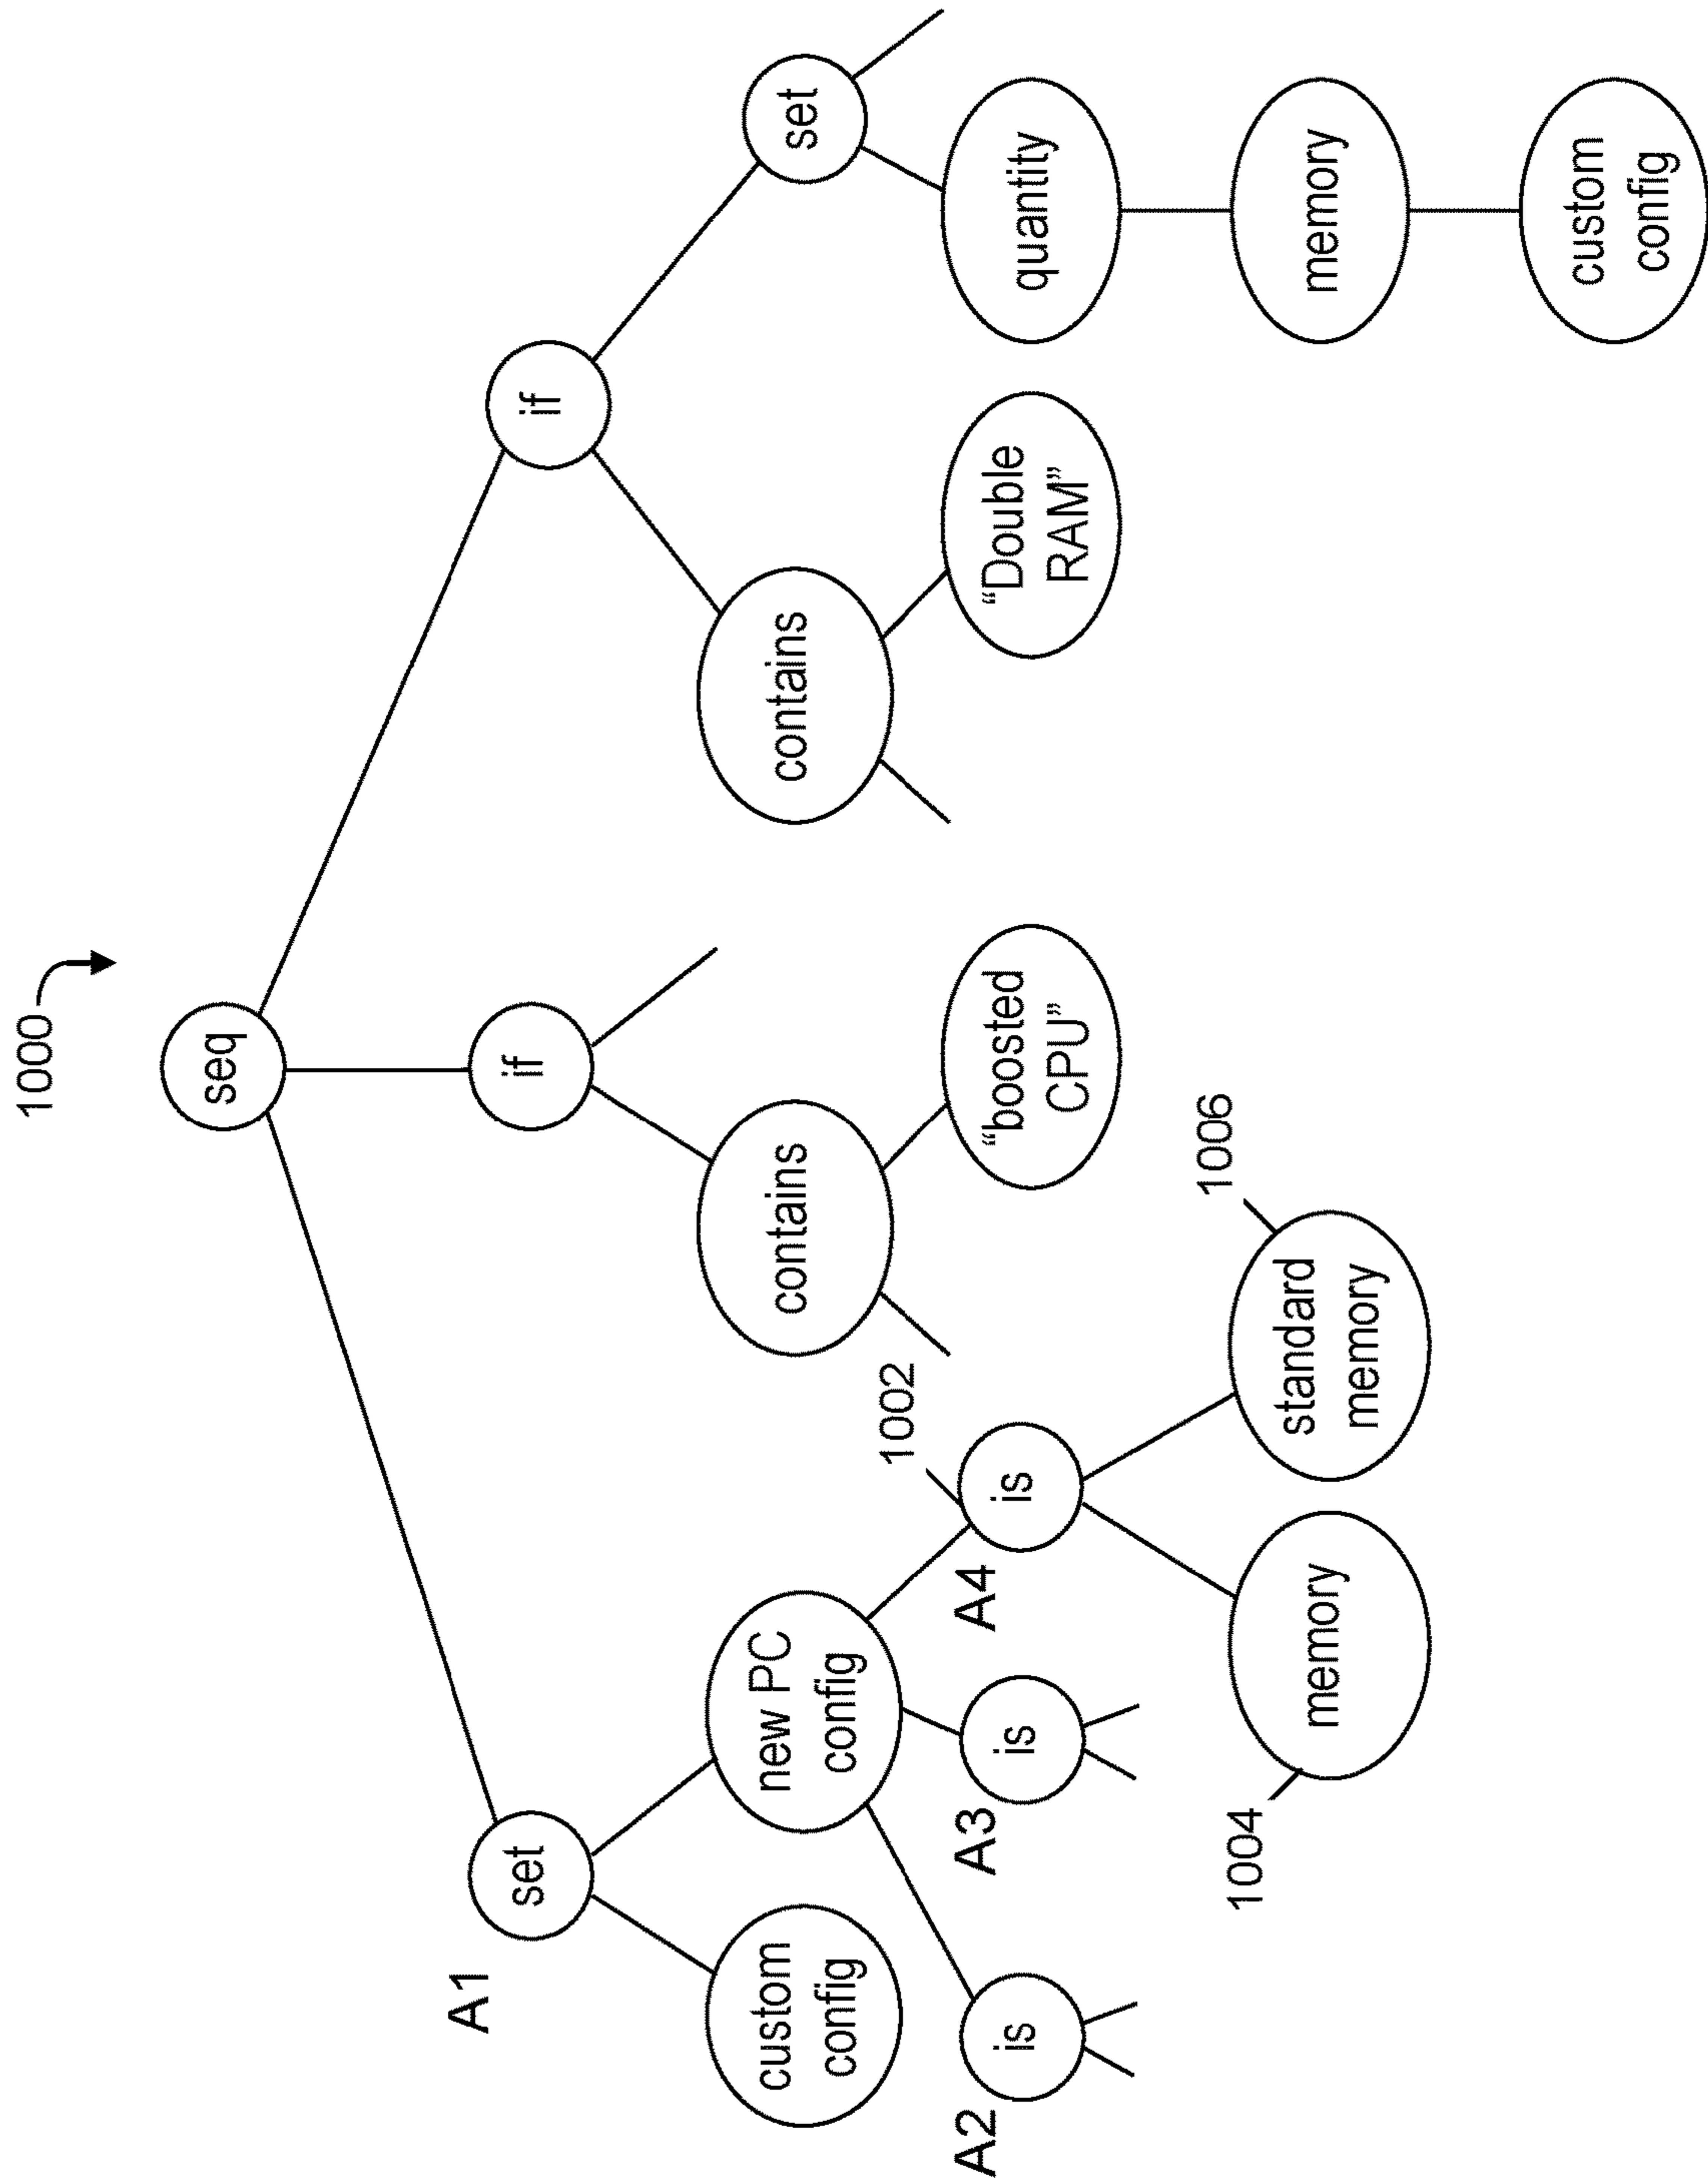 1000
seq
A1
set
if
if
custom
config
new PC
config
contains
contains
set
1002
A2
is
A3
is
A4
is
“boosted
CPU”
“Double
RAM”
quantity
1004
memory
standard
memory
1006
memory
custom
config